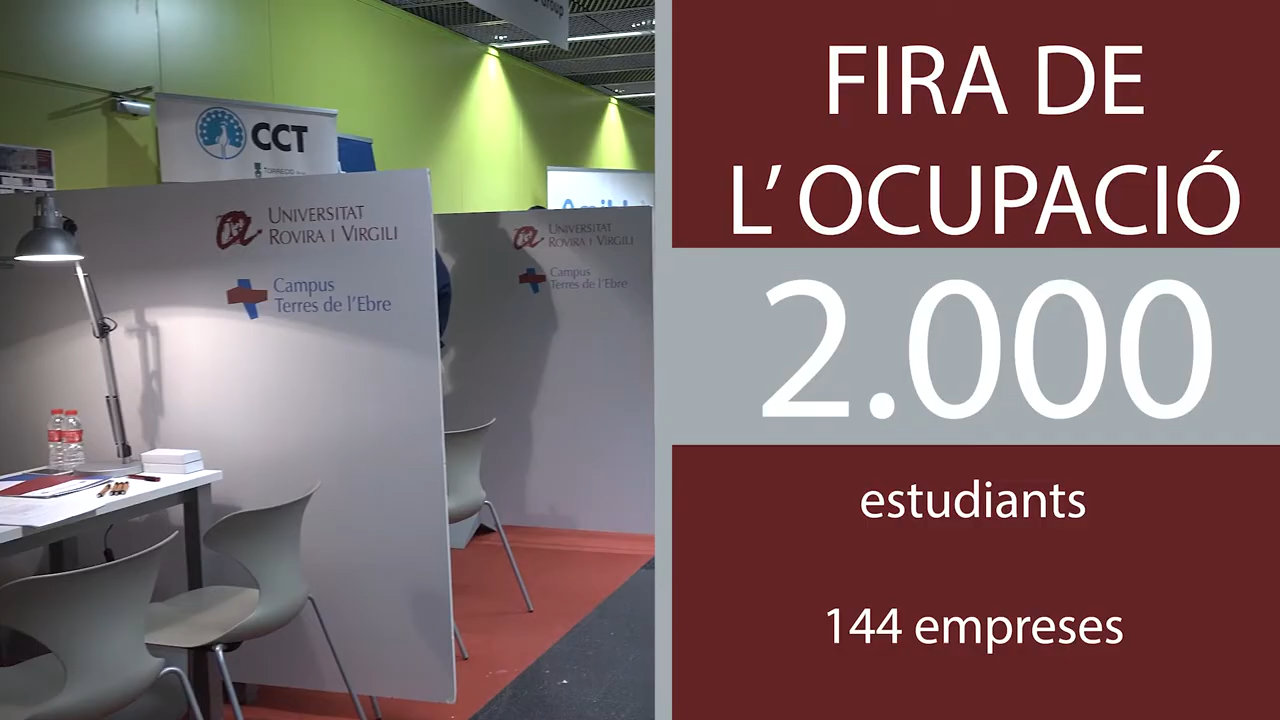 CCT
UNIVERSITAT
ROVIRA I VIRGILI
Campus
Terres de l'Ebre
UNIVERSITAT
ROVIRA I VIRGILI
Campus
Terres de l'Ebre
FIRA DE
L'OCUPACIÓ
2.000
estudiants
144 empreses